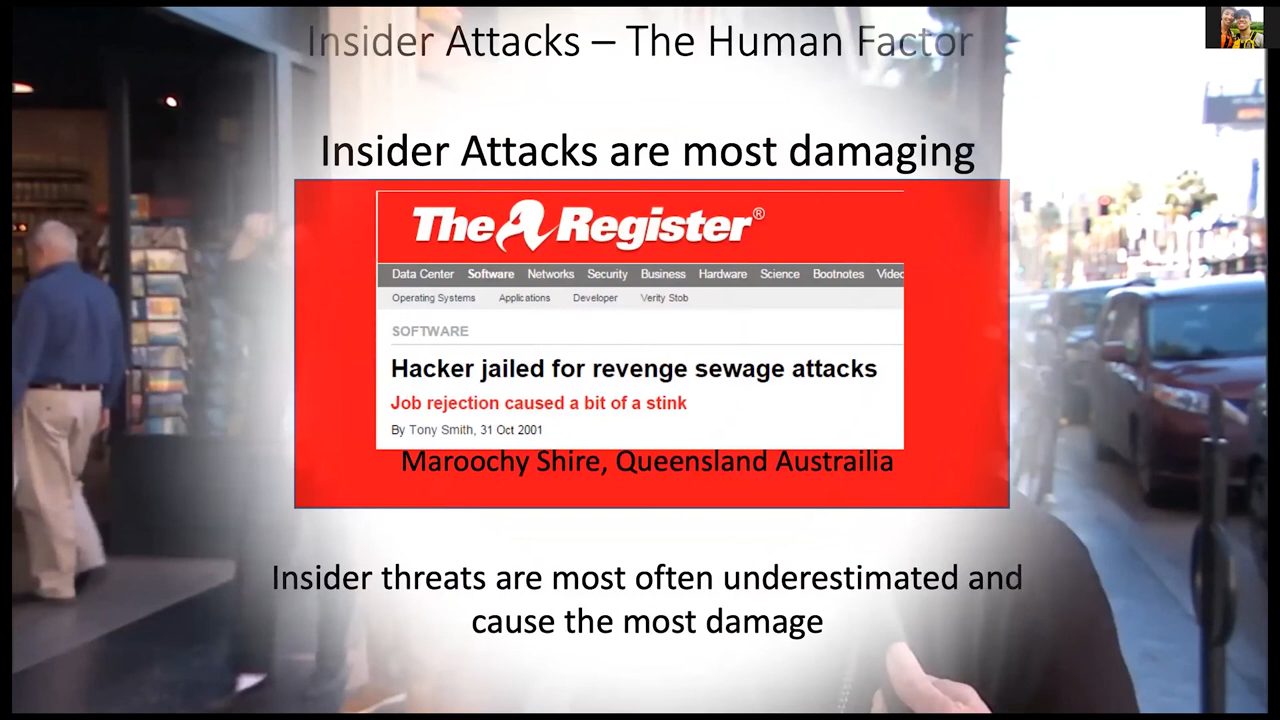 Insider Attacks – The Human Factor
Insider Attacks are most damaging
The Register®
Data Center Software Networks Security Business Hardware Science Bootnotes Video
Operating Systems Applications Developer Verity Stob
SOFTWARE
Hacker jailed for revenge sewage attacks
Job rejection caused a bit of a stink
By Tony Smith, 31 Oct 2001
Maroochy Shire, Queensland Austrailia
Insider threats are most often underestimated and
cause the most damage